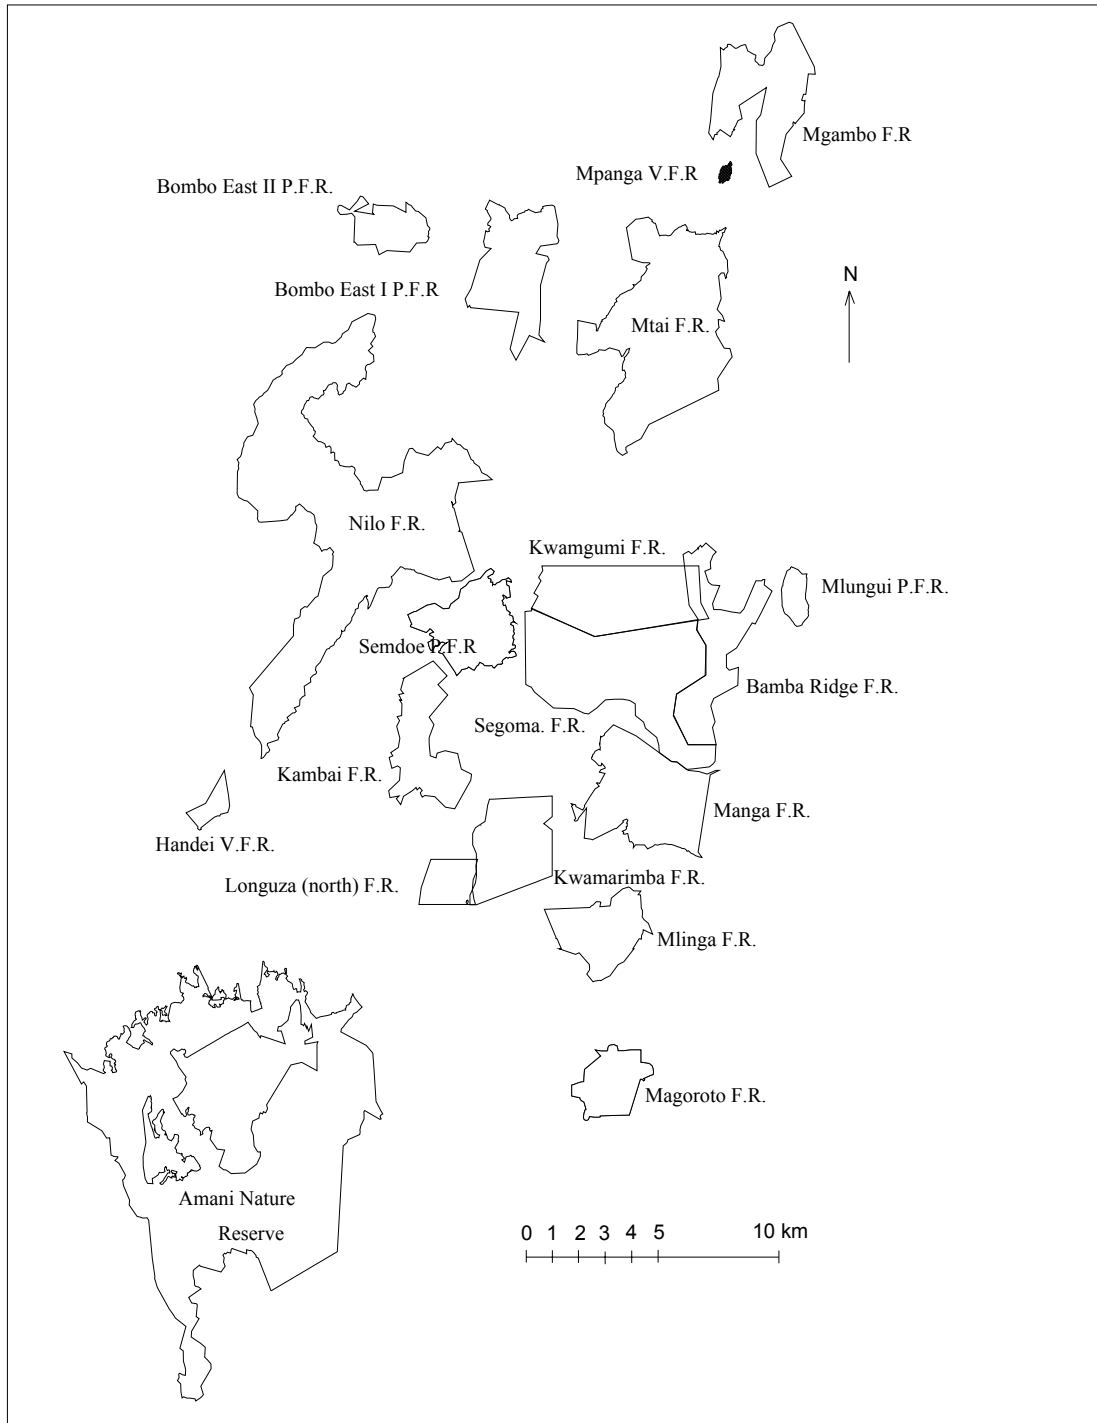 Mgambo F.R
Mpanga V.F.R
Bombo East II P.F.R.
N
Bombo East I P.F.R
Mtai F.R.
Nilo F.R.
Kwamgumi F.R.
Mlungui P.F.R.
Semdoe P.F.R
Bamba Ridge F.R.
Segoma. F.R.
Kambai F.R.
Manga F.R.
Handei V.F.R.
Longuza (north) F.R.
Kwamarimba F.R.
Mlinga F.R.
Magoroto F.R.
Amani Nature
Reserve
0 1 2 3 4 5 10 km